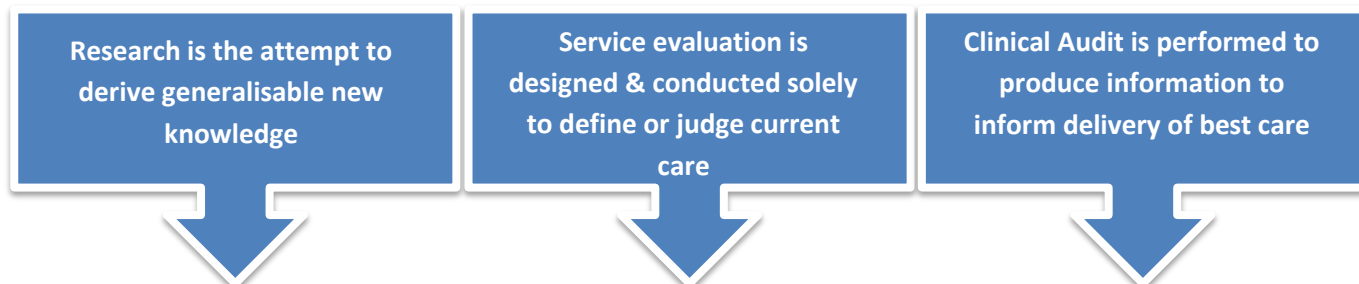 Research is the attempt to
derive generalisable new
knowledge
Service evaluation is
designed & conducted solely
to define or judge current
care
Clinical Audit is performed to
produce information to
inform delivery of best care